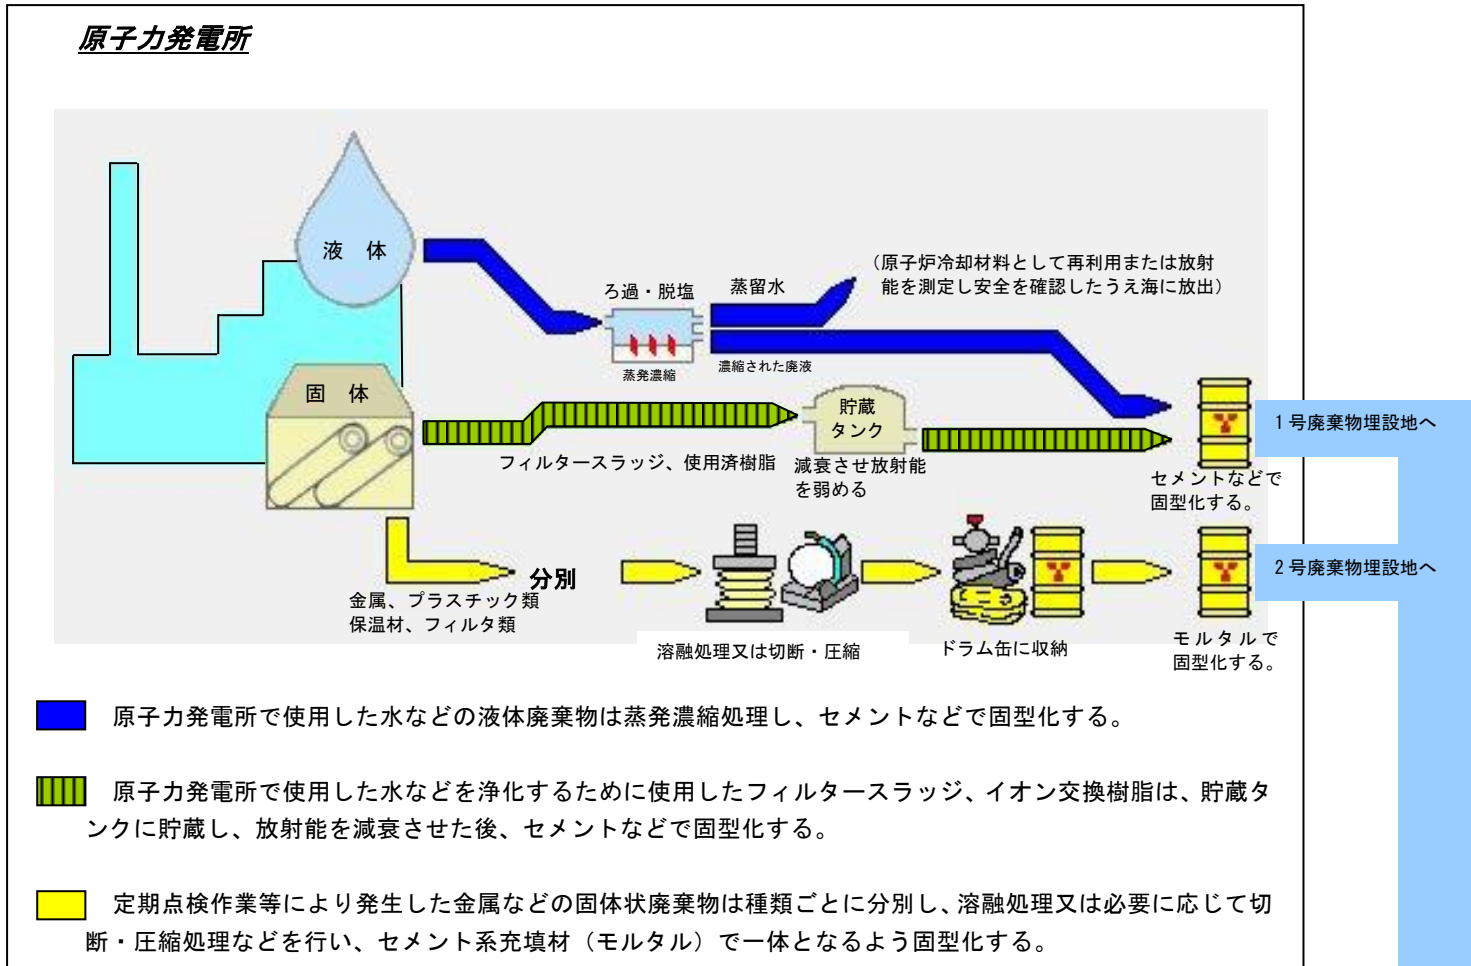 原子力発電所
液 体
ろ過・脱塩
蒸留水
(原子炉冷却材料として再利用または放射
能を測定し安全を確認したうえ海に放出)
蒸発濃縮
濃縮された廃液
固 体
貯蔵
タンク
1号廃棄物埋設地へ
フィルタースラッジ、使用済樹脂
減衰させ放射能
を弱める
セメントなどで
固型化する。
分別
2号廃棄物埋設地へ
金属、プラスチック類
保温材、フィルタ類
溶融処理又は切断・圧縮
ドラム缶に収納
モルタルで
固型化する。
原子力発電所で使用した水などの液体廃棄物は蒸発濃縮処理し、セメントなどで固型化する。
原子力発電所で使用した水などを浄化するために使用したフィルタースラッジ、イオン交換樹脂は、貯蔵タ
ンクに貯蔵し、放射能を減衰させた後、セメントなどで固型化する。
定期点検作業等により発生した金属などの固体状廃棄物は種類ごとに分別し、溶融処理又は必要に応じて切
断・圧縮処理などを行い、セメント系充填材(モルタル)で一体となるよう固型化する。